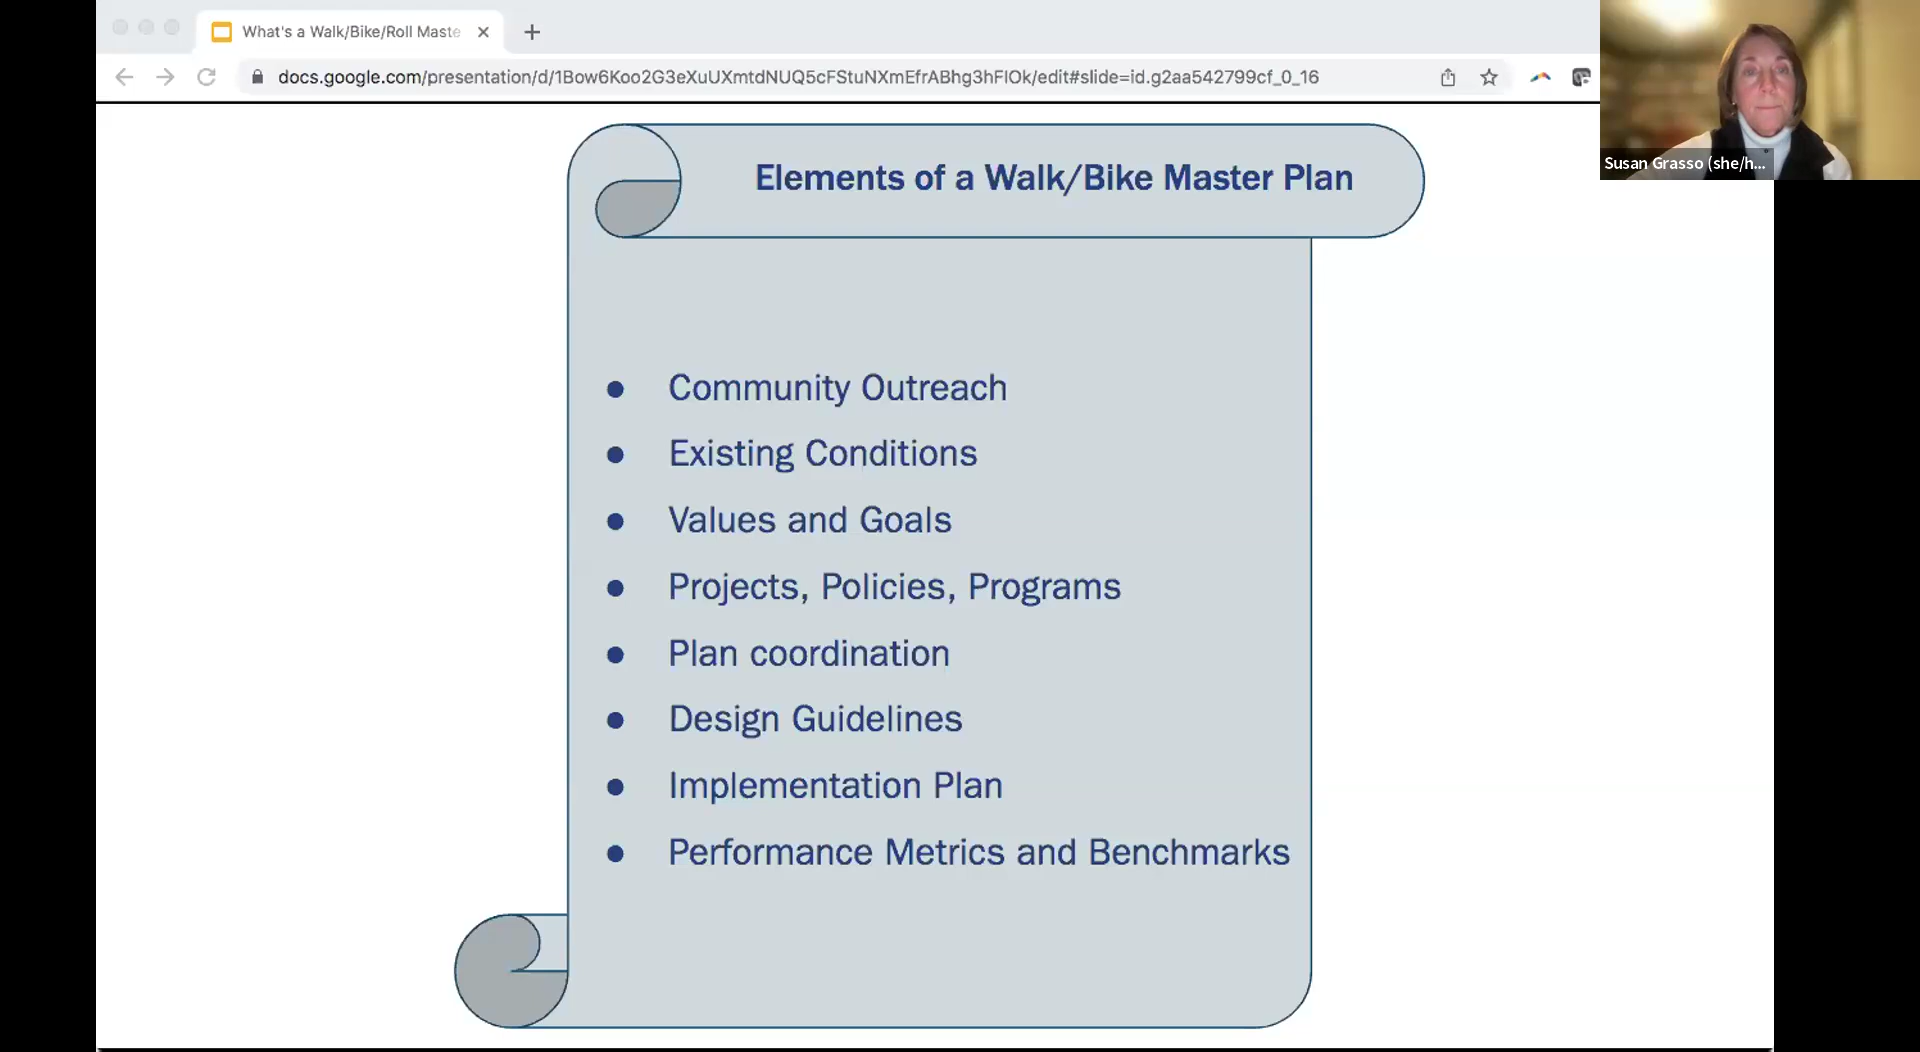 What's a Walk/Bike/Roll Maste
docs.google.com/presentation/d/1Bow6Koo2G3eXuUXmtdNUQ5cFStuNXmEfrABhg3hFlOk/edit#slide=id.g2aa542799cf_0_16
Susan Grasso (she/h...
Elements of a Walk/Bike Master Plan
● Community Outreach
● Existing Conditions
● Values and Goals
● Projects, Policies, Programs
● Plan coordination
● Design Guidelines
● Implementation Plan
● Performance Metrics and Benchmarks